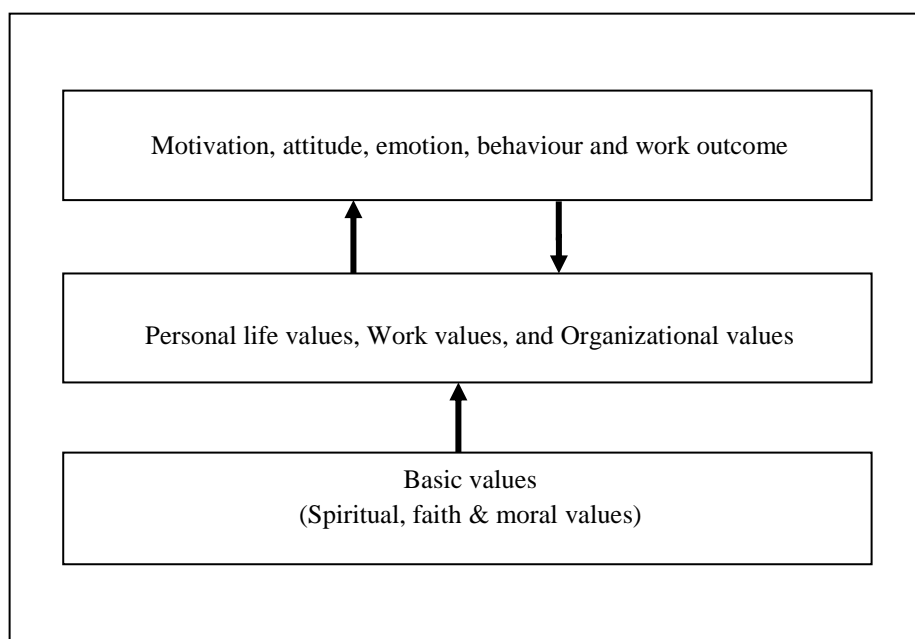 Motivation, attitude, emotion, behaviour and work outcome
Personal life values, Work values, and Organizational values
Basic values
(Spiritual, faith & moral values)